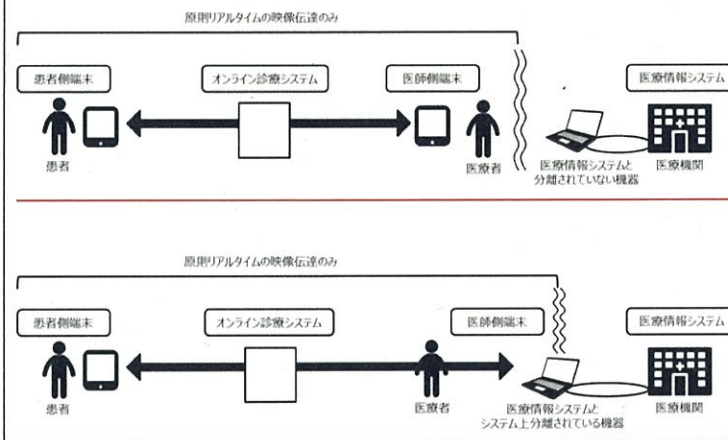 原則リアルタイムの映像伝達のみ
患者側端末
オンライン診療システム
医師側端末
医療情報システム
患者
医療者
医療情報システムと
分離されていない機器
医療機関
原則リアルタイムの映像伝達のみ
患者側端末
オンライン診療システム
医師側端末
医療情報システム
患者
医療者
医療情報システムと
システム上分離されている機器
医療機関